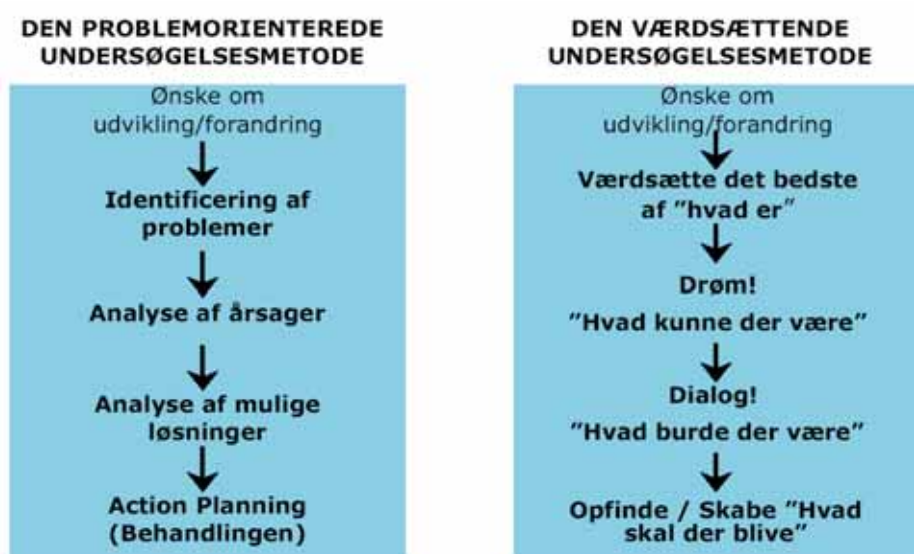 DEN PROBLEMORIENTEREDE
UNDERSØGELSESMETODE
Ønske om
udvikling/forandring
Identificering af
problemer
Analyse af årsager
Analyse af mulige
løsninger
Action Planning
(Behandlingen)
DEN VÆRDSÆTTENDE
UNDERSØGELSESMETODE
Ønske om
udvikling/forandring
Værdsætte det bedste
af ”hvad er”
Drøm!
”Hvad kunne der være”
Dialog!
”Hvad burde der være”
Opfinde / Skabe ”Hvad
skal der blive”